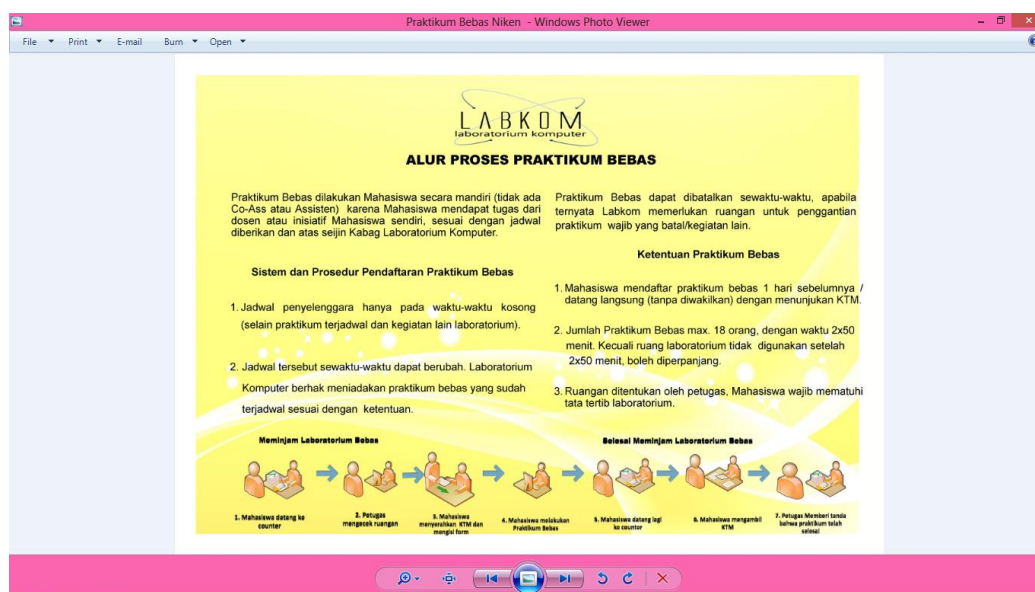 Praktikum Bebas Niken - Windows Photo Viewer
File Print E-mail Burn Open
LABKOM
laboratorium komputer
ALUR PROSES PRAKTIKUM BEBAS
Praktikum Bebas dilakukan Mahasiswa secara mandiri (tidak ada
Co-Ass atau Assisten) karena Mahasiswa mendapat tugas dari
dosen atau inisiatif Mahasiswa sendiri, sesuai dengan jadwal
diberikan dan atas seijin Kabag Laboratorium Komputer.
Sistem dan Prosedur Pendaftaran Praktikum Bebas
1. Jadwal penyelenggara hanya pada waktu-waktu kosong
(selain praktikum terjadwal dan kegiatan lain laboratorium).
2. Jadwal tersebut sewaktu-waktu dapat berubah. Laboratorium
Komputer berhak meniadakan praktikum bebas yang sudah
terjadwal sesuai dengan ketentuan.
Praktikum Bebas dapat dibatalkan sewaktu-waktu, apabila
ternyata Labkom memerlukan ruangan untuk penggantian
praktikum wajib yang batal/kegiatan lain.
Ketentuan Praktikum Bebas
1. Mahasiswa mendaftar praktikum bebas 1 hari sebelumnya /
datang langsung (tanpa diwakilkan) dengan menunjukan KTM.
2. Jumlah Praktikum Bebas max. 18 orang, dengan waktu 2x50
menit. Kecuali ruang laboratorium tidak digunakan setelah
2x50 menit, boleh diperpanjang.
3. Ruangan ditentukan oleh petugas, Mahasiswa wajib mematuhi
tata tertib laboratorium.
Meminjam Laboratorium Bebas
1. Mahasiswa datang ke
counter
2. Petugas
mengecek ruangan
3. Mahasiswa
menyerahkan KTM dan
mengisi form
4. Mahasiswa melakukan
Praktikum Bebas
Selesai Meminjam Laboratorium Bebas
5. Mahasiswa datang lagi
ke counter
6. Mahasiswa mengambil
KTM
7. Petugas Memberi tanda
bahwa praktikum telah
selesai